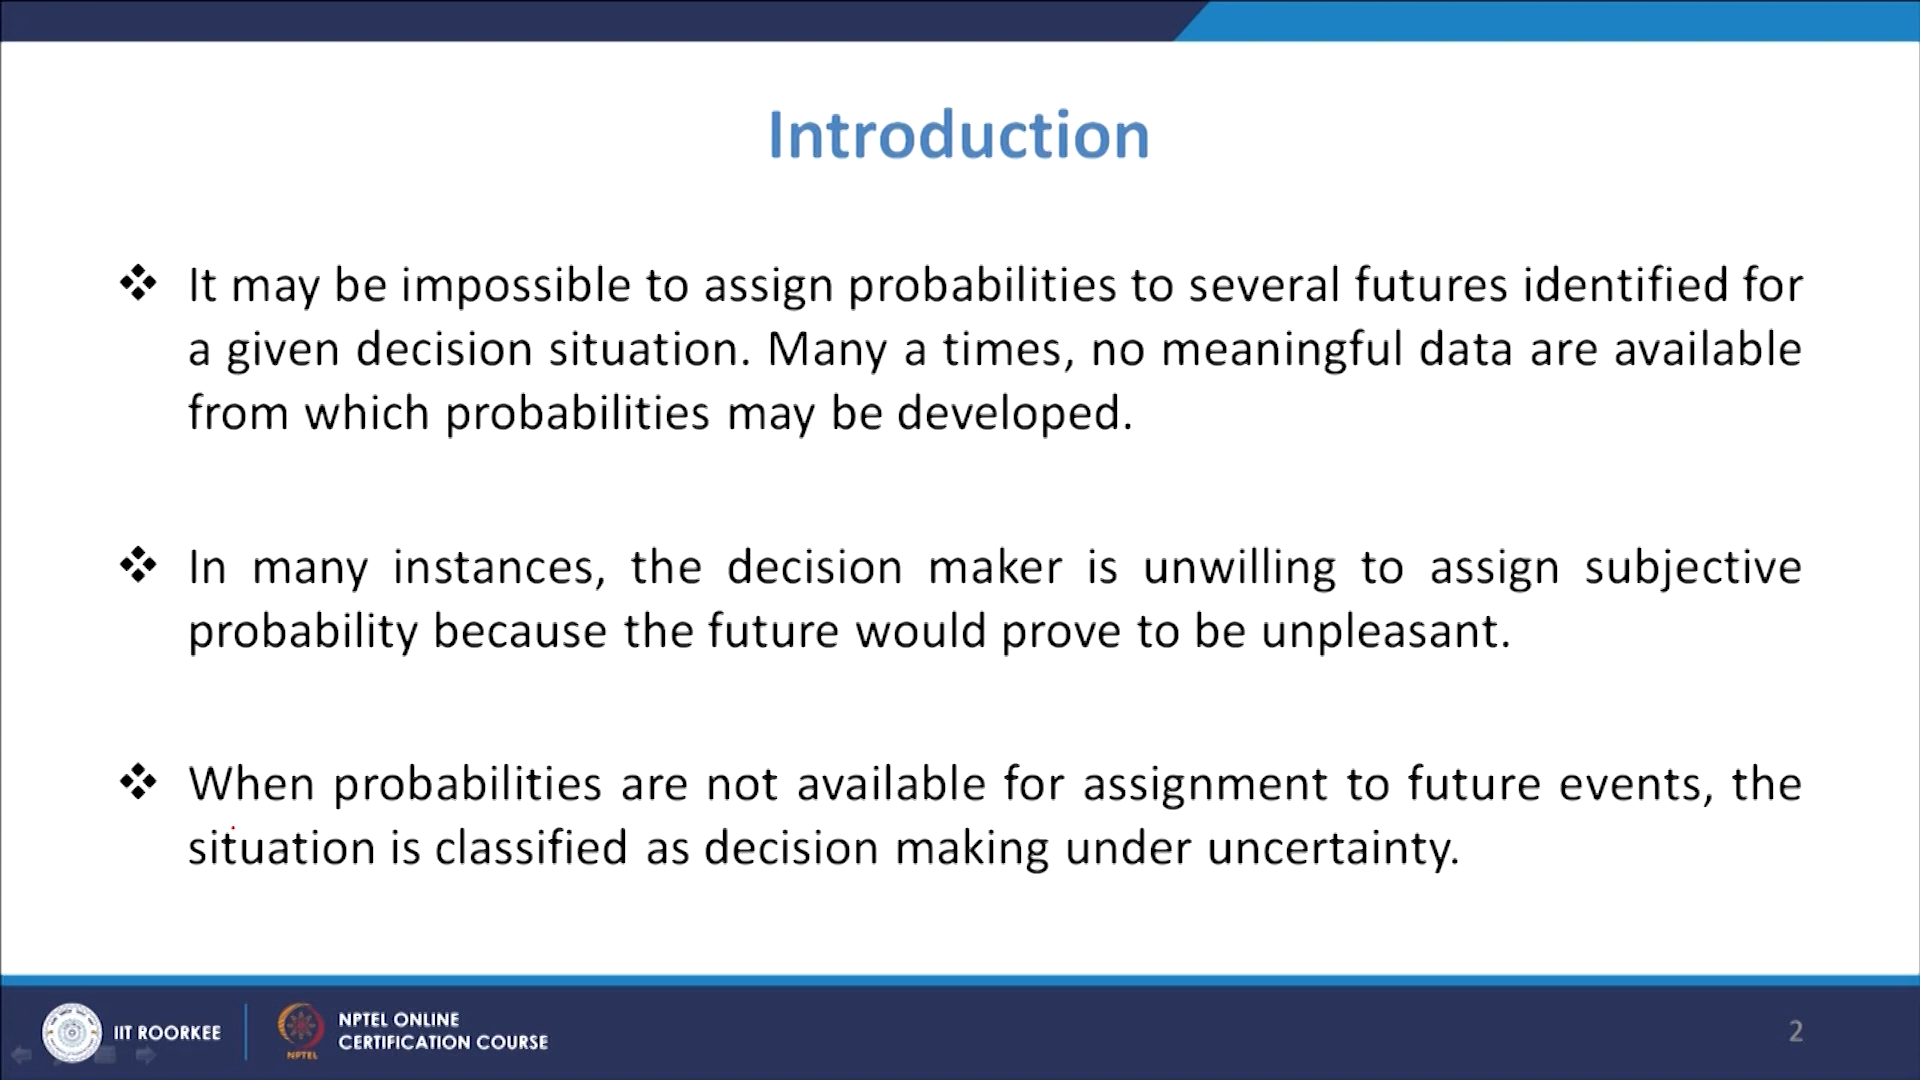 Introduction
❖ It may be impossible to assign probabilities to several futures identified for
a given decision situation. Many a times, no meaningful data are available
from which probabilities may be developed.
❖ In many instances, the decision maker is unwilling to assign subjective
probability because the future would prove to be unpleasant.
❖ When probabilities are not available for assignment to future events, the
situation is classified as decision making under uncertainty.
IIT ROORKEE
NPTEL
NPTEL ONLINE
CERTIFICATION COURSE
2